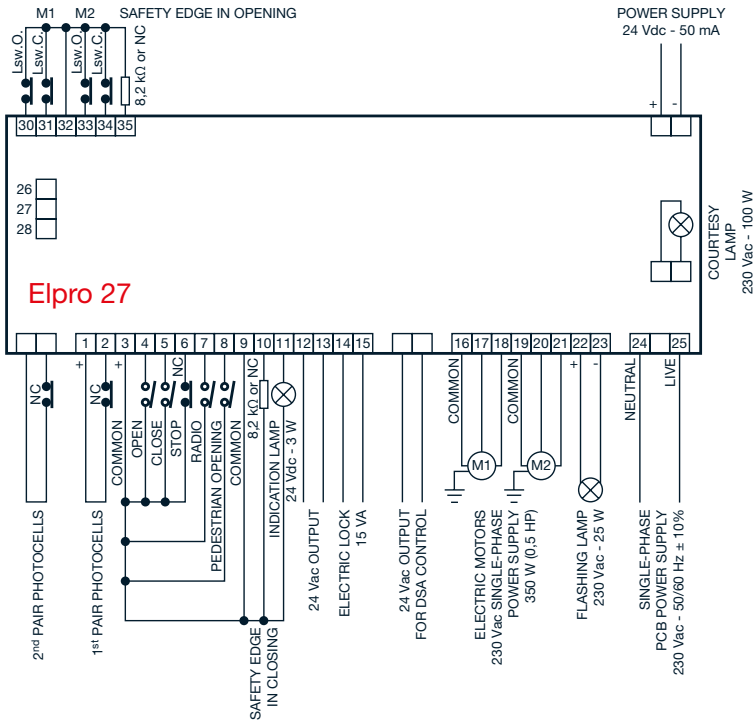 M1 M2 SAFETY EDGE IN OPENING
Lsw.O.
Lsw.C.
Lsw.O.
Lsw.C.
8,2 kΩ or NC
POWER SUPPLY
24 Vdc - 50 mA
+ -
30 31 32 33 34 35
26
27
28
COURTESY
LAMP
230 Vac - 100 W
Elpro 27
1 2 3 4 5 6 7 8 9 10 11 12 13 14 15 16 17 18 19 20 21 22 23 24 25
NC
2nd PAIR PHOTOCELLS
+
NC
1st PAIR PHOTOCELLS
+
COMMON
OPEN
CLOSE
STOP
NC
RADIO
PEDESTRIAN OPENING
COMMON
8,2 kΩ or NC
SAFETY EDGE
IN CLOSING
INDICATION LAMP
24 Vdc - 3 W
24 Vac OUTPUT
ELECTRIC LOCK
15 VA
24 Vac OUTPUT
FOR DSA CONTROL
COMMON
M1
COMMON
M2
ELECTRIC MOTORS
230 Vac SINGLE-PHASE
POWER SUPPLY
350 W (0,5 HP)
+ -
FLASHING LAMP
230 Vac - 25 W
NEUTRAL
LIVE
SINGLE-PHASE
PCB POWER SUPPLY
230 Vac - 50/60 Hz ± 10%